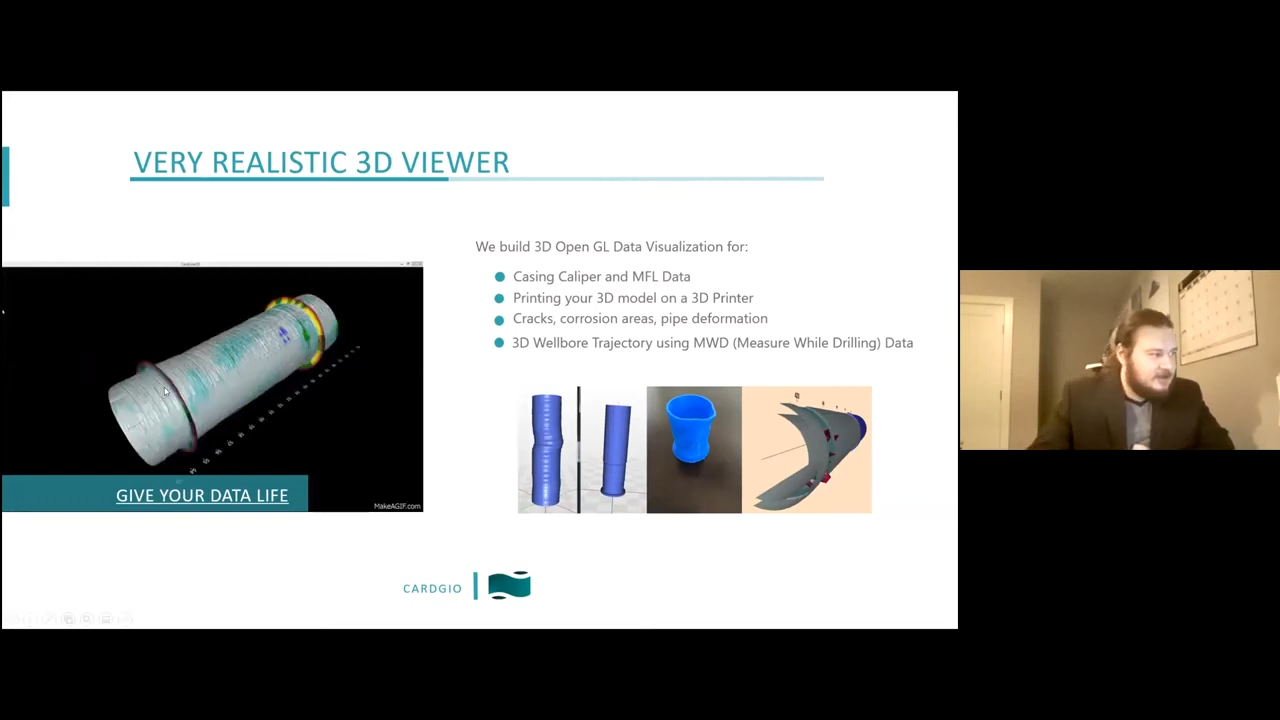 VERY REALISTIC 3D VIEWER
We build 3D Open GL Data Visualization for:
Casing Caliper and MFL Data
Printing your 3D model on a 3D Printer
Cracks, corrosion areas, pipe deformation
3D Wellbore Trajectory using MWD (Measure While Drilling) Data
GIVE YOUR DATA LIFE
MakeAGIF.com
CARDGIO